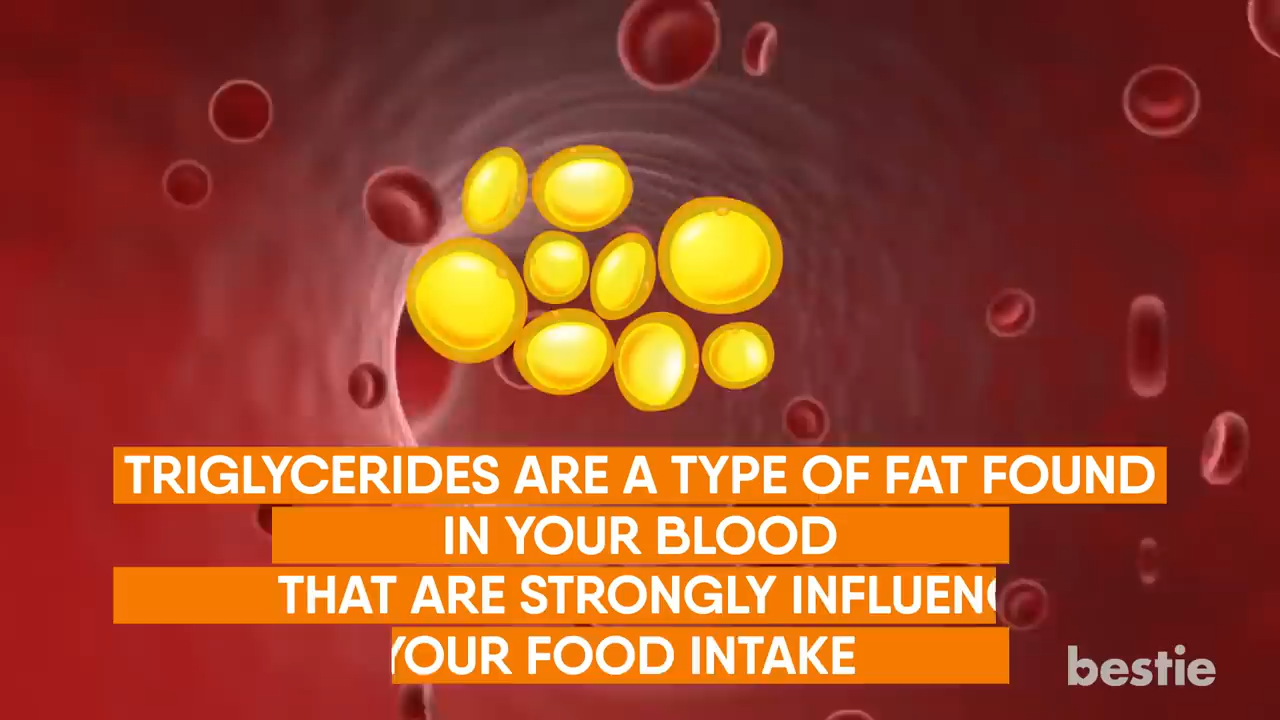 TRIGLYCERIDES ARE A TYPE OF FAT FOUND
IN YOUR BLOOD
THAT ARE STRONGLY
YOUR FOOD INTAKE
bestie